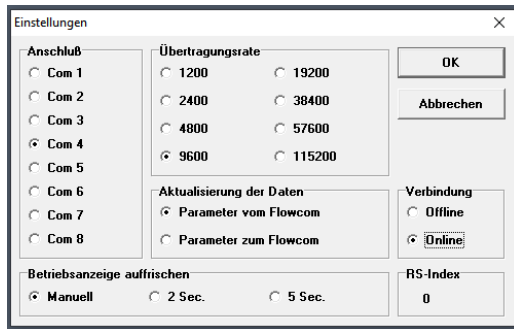 Einstellungen
Anschluß
Com 1
Com 2
Com 3
Com 4
Com 5
Com 6
Com 7
Com 8
Übertragungsrate
1200
19200
2400
38400
4800
57600
9600
115200
OK
Abbrechen
Aktualisierung der Daten
Parameter vom Flowcom
Parameter zum Flowcom
Verbindung
Offline
Online
Betriebsanzeige auffrischen
Manuell
2 Sec.
5 Sec.
RS-Index
0